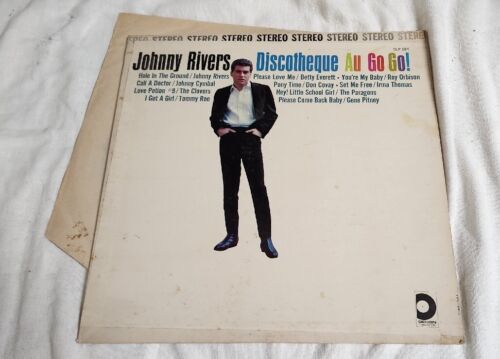 STEREO STEREO STEREO STEREO STEREO STEREO STEREO
Johnny Rivers Discotheque Au Go Go!
Hole In The Ground / Johnny Rivers
Call A Doctor / Johnny Cymbal
Love Potion #9 / The Clovers
I Got A Girl / Tommy Roe
Please Love Me / Betty Everett • You're My Baby / Roy Orbison
Pony Time / Don Covay • Set Me Free / Irma Thomas
Hey! Little School Girl / The Paragons
Please Come Back Baby / Gene Pitney